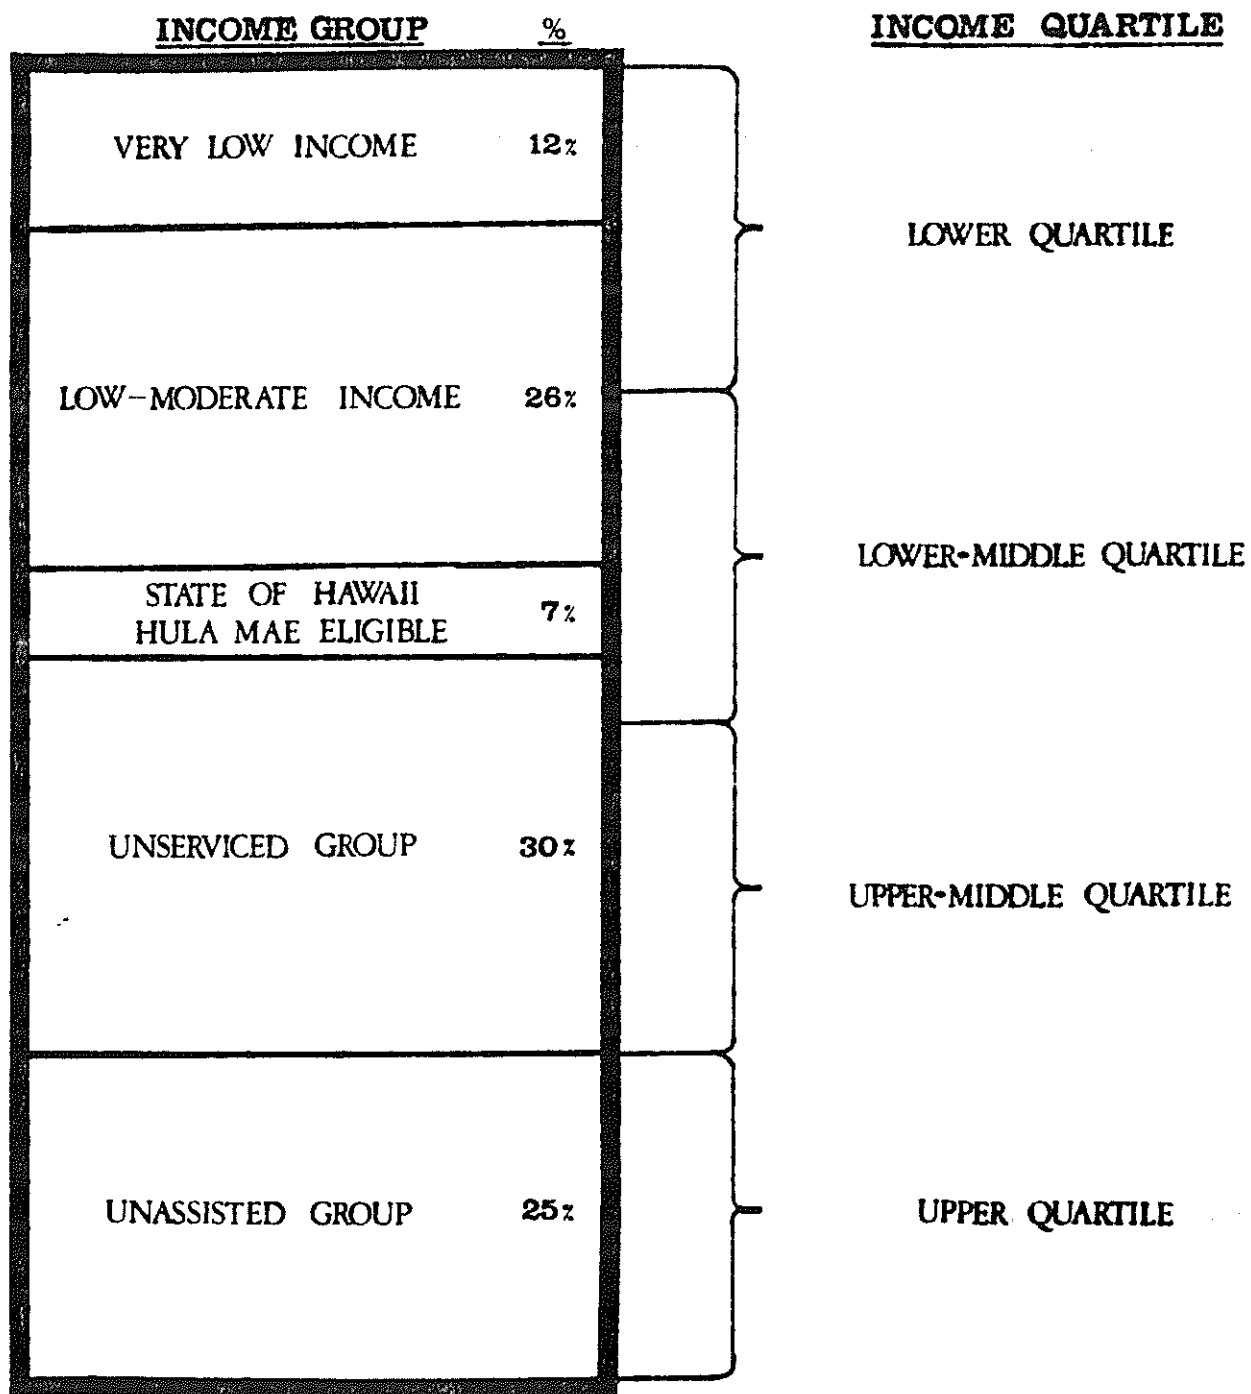 INCOME GROUP % INCOME QUARTILE
VERY LOW INCOME 12%
LOWER QUARTILE
LOW-MODERATE INCOME 26%
LOWER-MIDDLE QUARTILE
STATE OF HAWAII
HULA MAE ELIGIBLE 7%
UNSERVICED GROUP 30%
UPPER-MIDDLE QUARTILE
UNASSISTED GROUP 25%
UPPER QUARTILE